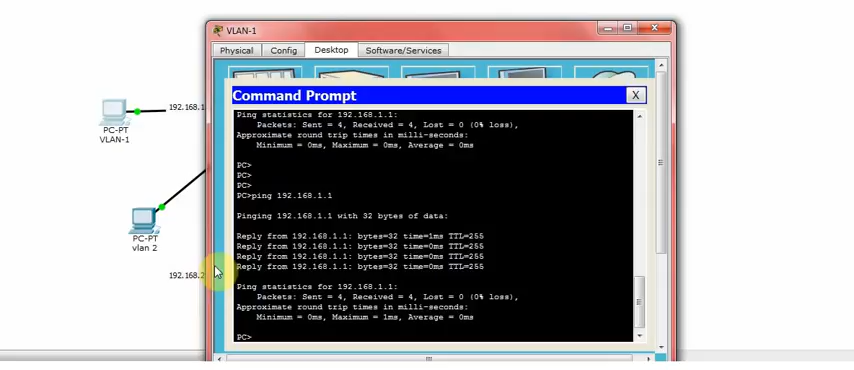 VLAN-1
Physical Config Desktop Software/Services
Command Prompt X
Ping statistics for 192.168.1.1:
Packets: Sent = 4, Received = 4, Lost = 0 (0% loss),
Approximate round trip times in milli-seconds:
Minimum = 0ms, Maximum = 0ms, Average = 0ms
PC>
PC>
PC>
PC>ping 192.168.1.1
Pinging 192.168.1.1 with 32 bytes of data:
Reply from 192.168.1.1: bytes=32 time=1ms TTL=255
Reply from 192.168.1.1: bytes=32 time=0ms TTL=255
Reply from 192.168.1.1: bytes=32 time=0ms TTL=255
Reply from 192.168.1.1: bytes=32 time=0ms TTL=255
Ping statistics for 192.168.1.1:
Packets: Sent = 4, Received = 4, Lost = 0 (0% loss),
Approximate round trip times in milli-seconds:
Minimum = 0ms, Maximum = 1ms, Average = 0ms
PC>
192.168.1
PC-PT
VLAN-1
PC-PT
vlan 2
192.168.2